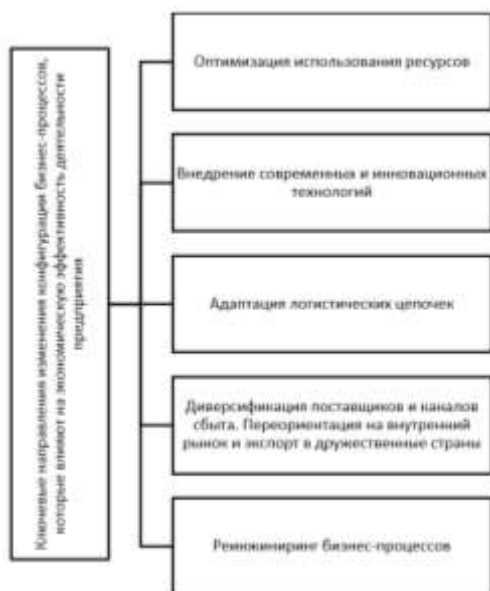 Ключевые направления изменения конфигурации бизнес-процессов,
которые влияют на экономическую эффективность деятельности
предприятия
Оптимизация использования ресурсов
Внедрение современных и инновационных
технологий
Адаптация логистических цепочек
Диверсификация поставщиков и каналов
сбыта. Переориентация на внутренний
рынок и экспорт в дружественные страны
Реинжиниринг бизнес-процессов